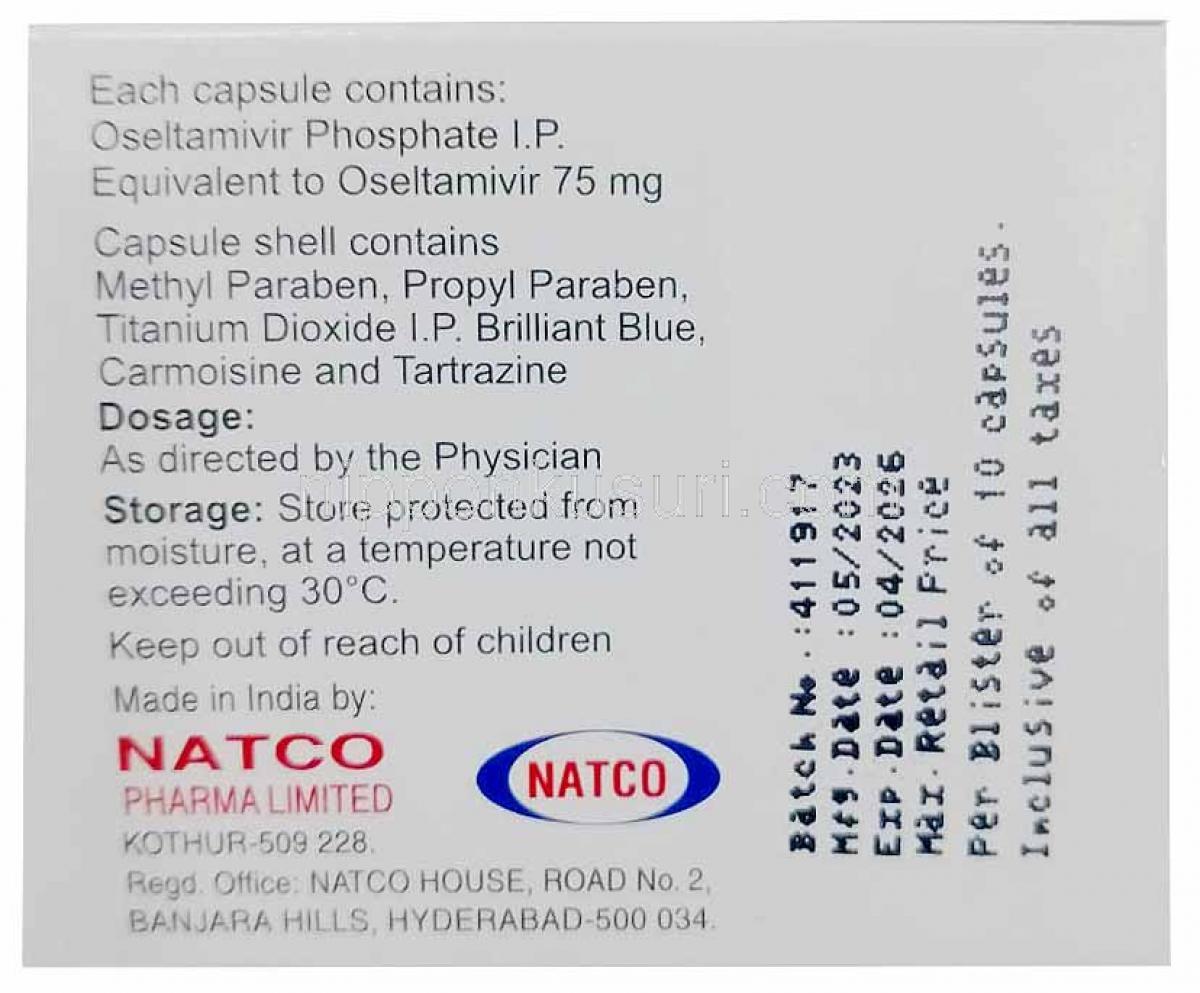 Each capsule contains:
Oseltamivir Phosphate I.P.
Equivalent to Oseltamivir 75 mg
Capsule shell contains
Methyl Paraben, Propyl Paraben,
Titanium Dioxide I.P. Brilliant Blue,
Carmoisine and Tartrazine
Dosage:
As directed by the Physician
Storage: Store protected from
moisture, at a temperature not
exceeding 30°C.
Keep out of reach of children
Made in India by:
NATCO
PHARMA LIMITED
KOTHUR-509 228.
Regd. Office: NATCO HOUSE, ROAD No. 2,
BANJARA HILLS, HYDERABAD-500 034.
NATCO
Batch No. :411917
Mfg.Date :05/2023
Exp.Date :04/2026
Max.Retail Price
Per Blister of 10 capsules.
Inclusive of all taxes